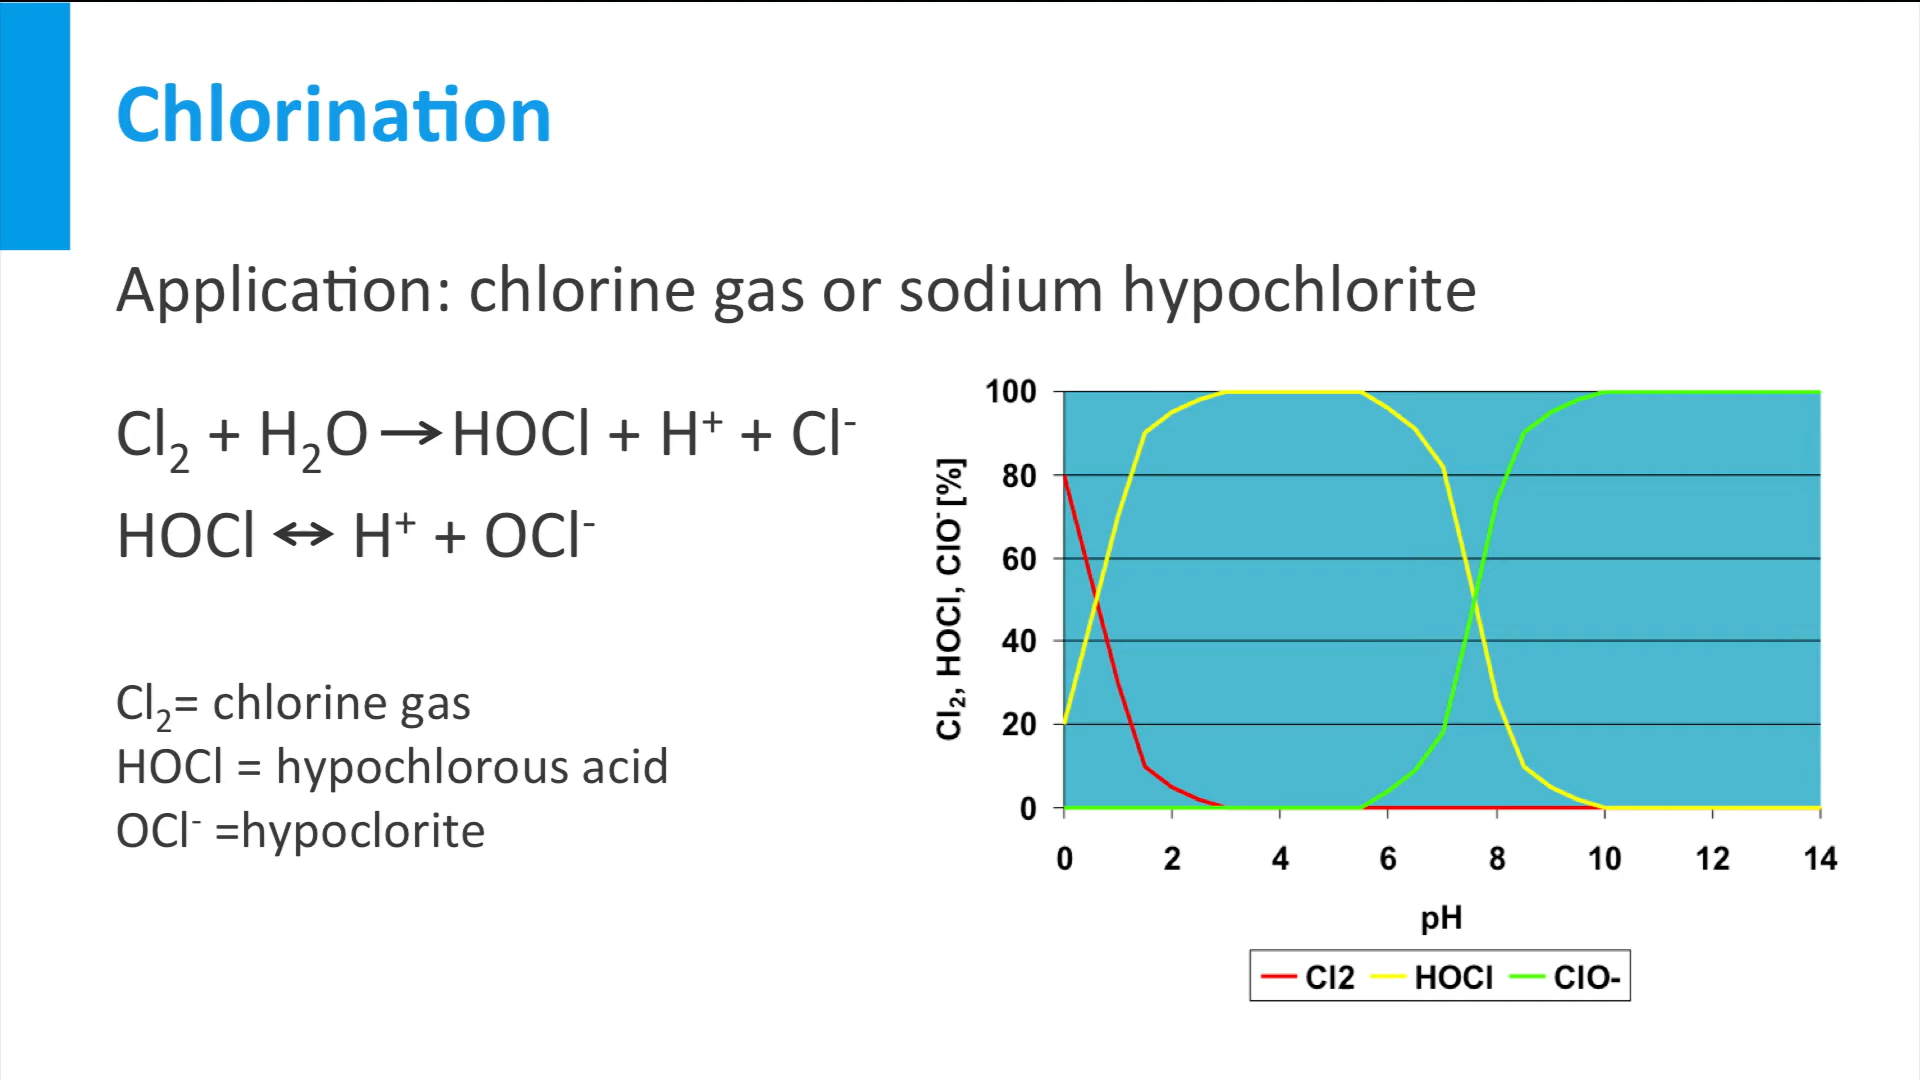 Chlorination
Application: chlorine gas or sodium hypochlorite
Cl₂ + H₂O → HOCl + H⁺ + Cl⁻
HOCl ↔ H⁺ + OCl⁻
Cl₂= chlorine gas
HOCl = hypochlorous acid
OCl⁻ =hypoclorite
Cl₂, HOCl, ClO⁻ [%]
100
80
60
40
20
0
0 2 4 6 8 10 12 14
pH
Cl2 HOCl ClO-